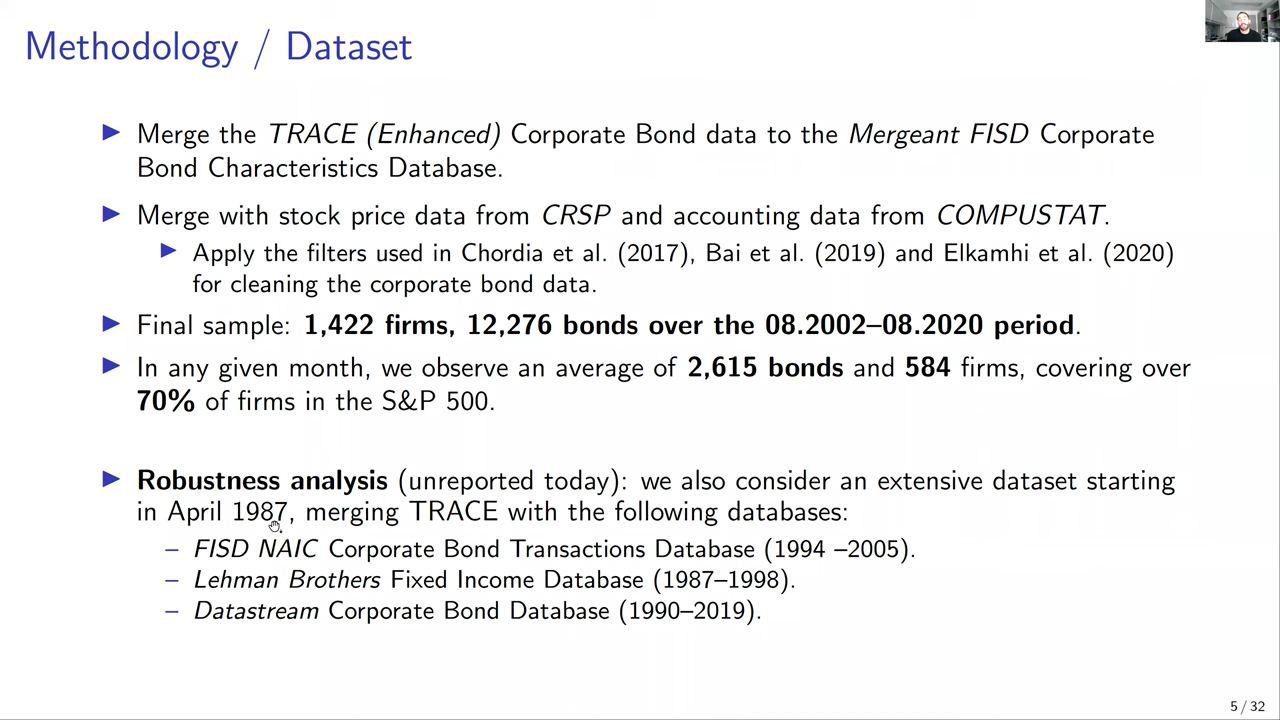 Methodology / Dataset
Merge the TRACE (Enhanced) Corporate Bond data to the Mergeant FISD Corporate
Bond Characteristics Database.
Merge with stock price data from CRSP and accounting data from COMPUSTAT.
Apply the filters used in Chordia et al. (2017), Bai et al. (2019) and Elkamhi et al. (2020)
for cleaning the corporate bond data.
Final sample: 1,422 firms, 12,276 bonds over the 08.2002–08.2020 period.
In any given month, we observe an average of 2,615 bonds and 584 firms, covering over
70% of firms in the S&P 500.
Robustness analysis (unreported today): we also consider an extensive dataset starting
in April 1987, merging TRACE with the following databases:
– FISD NAIC Corporate Bond Transactions Database (1994 –2005).
– Lehman Brothers Fixed Income Database (1987–1998).
– Datastream Corporate Bond Database (1990–2019).
5 / 32